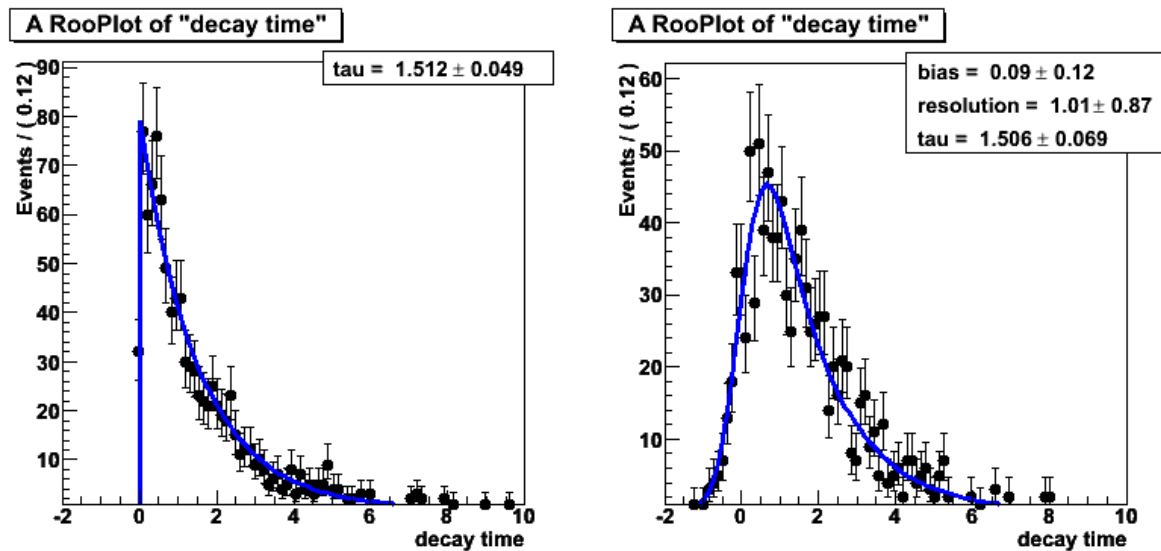 A RooPlot of "decay time"
tau = 1.512 ± 0.049
Events / ( 0.12 )
90
80
70
60
50
40
30
20
10
-2 0 2 4 6 8 10
decay time
A RooPlot of "decay time"
bias = 0.09 ± 0.12
resolution = 1.01 ± 0.87
tau = 1.506 ± 0.069
Events / ( 0.12 )
60
50
40
30
20
10
-2 0 2 4 6 8 10
decay time